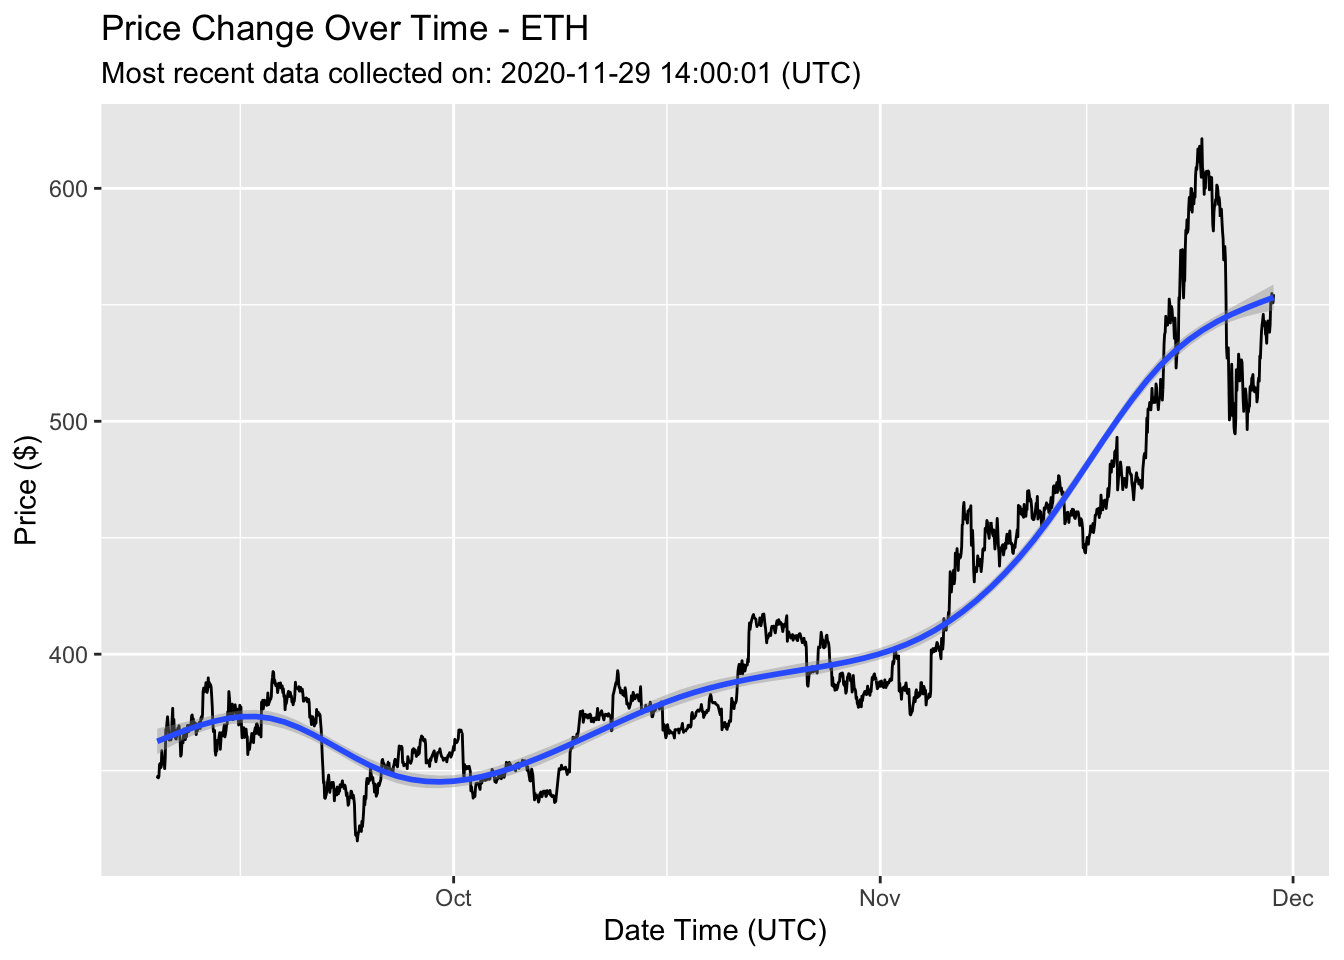 Price Change Over Time - ETH
Most recent data collected on: 2020-11-29 14:00:01 (UTC)
Price ($)
600
500
400
Oct
Nov
Dec
Date Time (UTC)